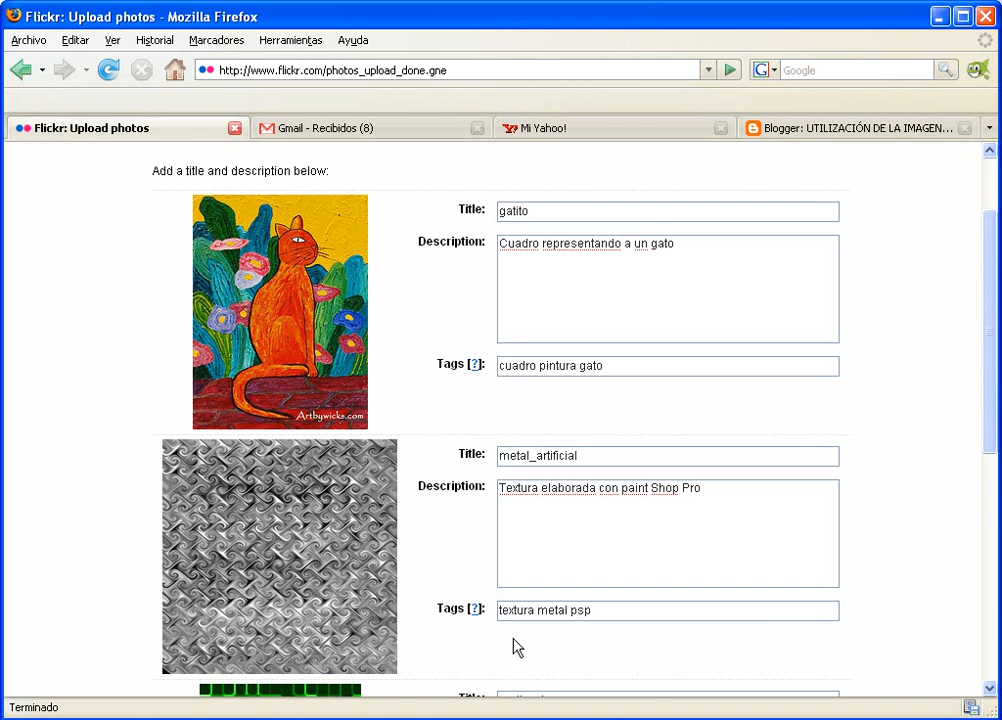 Flickr: Upload photos - Mozilla Firefox
Archivo Editar Ver Historial Marcadores Herramientas Ayuda
http://www.flickr.com/photos_upload_done.gne
G Google
Flickr: Upload photos
Gmail - Recibidos (8)
Mi Yahoo!
Blogger: UTILIZACIÓN DE LA IMAGEN...
Add a title and description below:
Title: gatito
Description: Cuadro representando a un gato
Tags [?]: cuadro pintura gato
Artbywicks.com
Title: metal_artificial
Description: Textura elaborada con paint Shop Pro
Tags [?]: textura metal psp
Terminado